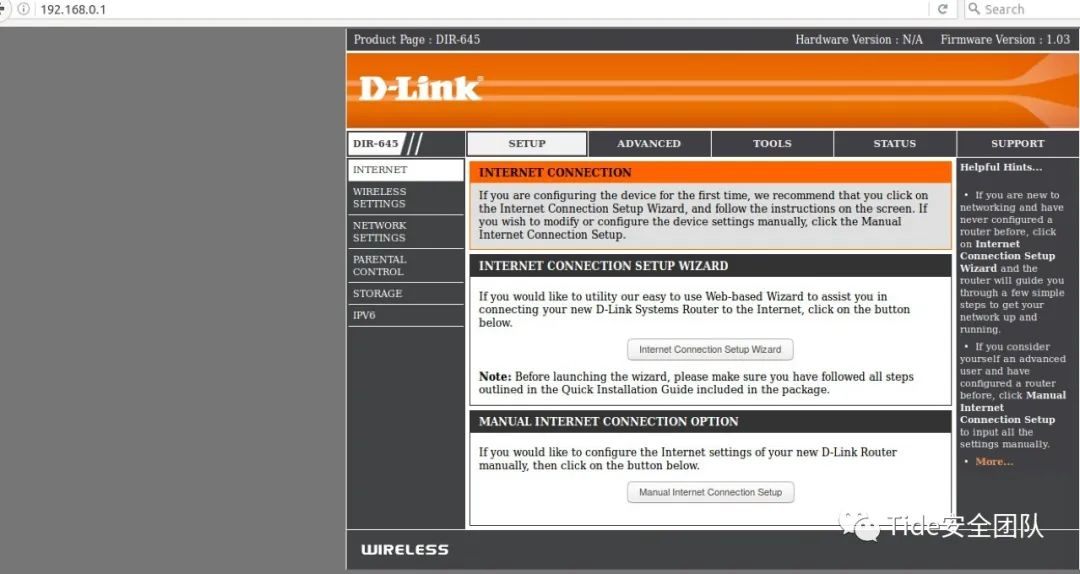 192.168.0.1
Search
Product Page : DIR-645
Hardware Version : N/A
Firmware Version : 1.03
D-Link
DIR-645
SETUP
ADVANCED
TOOLS
STATUS
SUPPORT
INTERNET
WIRELESS
SETTINGS
NETWORK
SETTINGS
PARENTAL
CONTROL
STORAGE
IPV6
INTERNET CONNECTION
If you are configuring the device for the first time, we recommend that you click on
the Internet Connection Setup Wizard, and follow the instructions on the screen. If
you wish to modify or configure the device settings manually, click the Manual
Internet Connection Setup.
INTERNET CONNECTION SETUP WIZARD
If you would like to utility our easy to use Web-based Wizard to assist you in
connecting your new D-Link Systems Router to the Internet, click on the button
below.
Internet Connection Setup Wizard
Note: Before launching the wizard, please make sure you have followed all steps
outlined in the Quick Installation Guide included in the package.
MANUAL INTERNET CONNECTION OPTION
If you would like to configure the Internet settings of your new D-Link Router
manually, then click on the button below.
Manual Internet Connection Setup
Helpful Hints...
• If you are new to
networking and have
never configured a
router before, click
on Internet
Connection Setup
Wizard and the
router will guide you
through a few simple
steps to get your
network up and
running.
• If you consider
yourself an advanced
user and have
configured a router
before, click Manual
Internet
Connection Setup
to input all the
settings manually.
• More...
Tide安全团队
WIRELESS